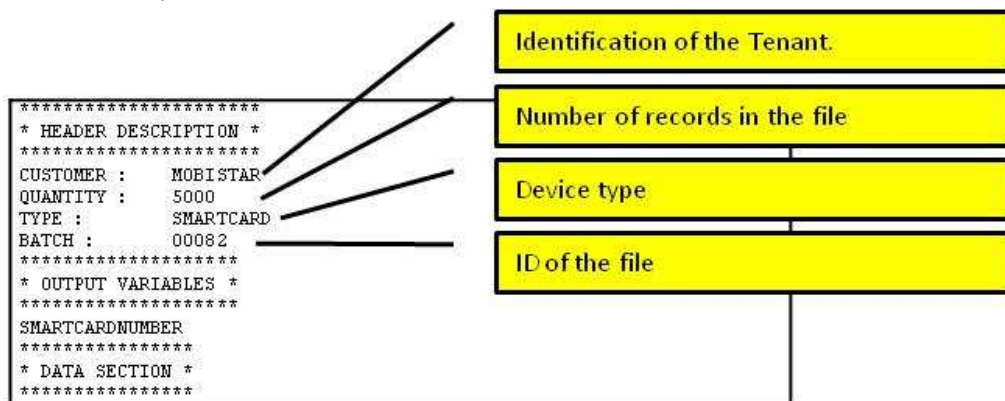 Identification of the Tenant.
Number of records in the file
Device type
ID of the file
**********************
* HEADER DESCRIPTION *
**********************
CUSTOMER : MOBISTAR
QUANTITY : 5000
TYPE : SMARTCARD
BATCH : 00082
********************
* OUTPUT VARIABLES *
********************
SMARTCARDNUMBER
****************
* DATA SECTION *
****************